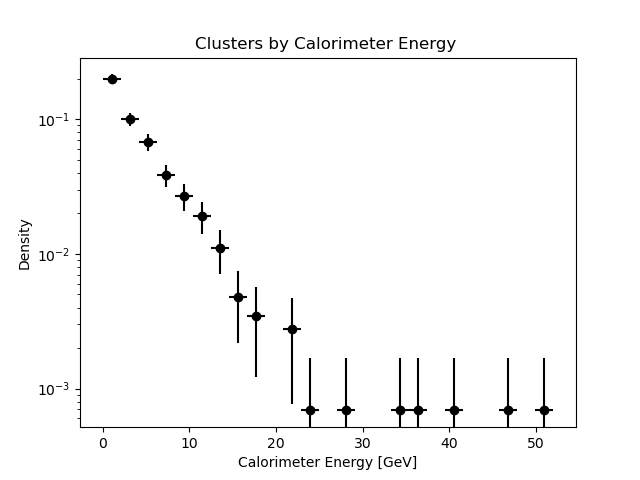 Clusters by Calorimeter Energy
10⁻¹
10⁻²
10⁻³
Density
0 10 20 30 40 50
Calorimeter Energy [GeV]